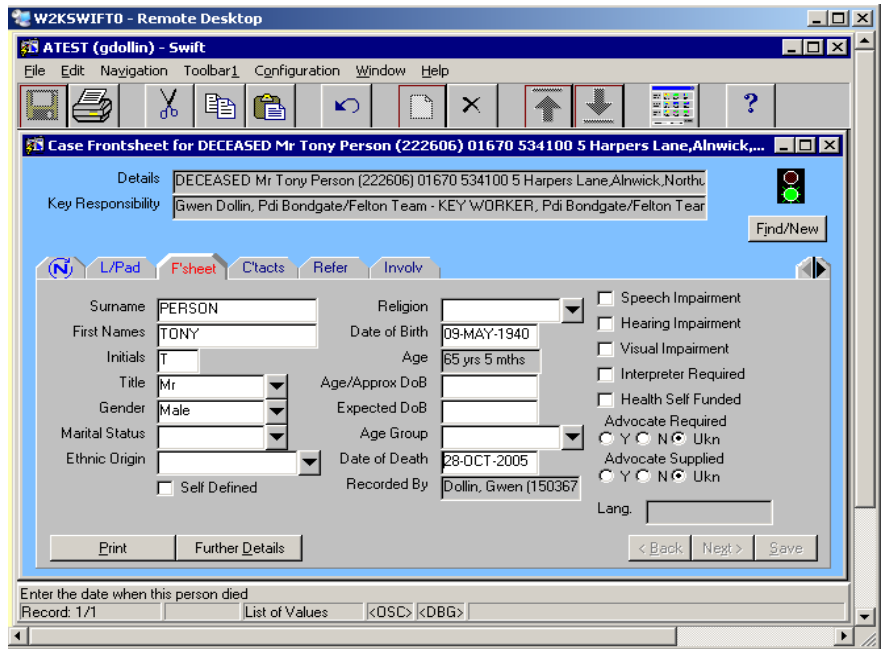 W2KSWIFT0 - Remote Desktop
ATEST (gdollin) - Swift
File Edit Navigation Toolbar1 Configuration Window Help
?
Case Frontsheet for DECEASED Mr Tony Person (222606) 01670 534100 5 Harpers Lane,Alnwick,...
Details DECEASED Mr Tony Person (222606) 01670 534100 5 Harpers Lane,Alnwick,Northu
Key Responsibility Gwen Dollin, Pdi Bondgate/Felton Team - KEY WORKER, Pdi Bondgate/Felton Tear
Find/New
N L/Pad F'sheet C'tacts Refer Involv
Surname PERSON Religion Speech Impairment
First Names TONY Date of Birth 09-MAY-1940 Hearing Impairment
Initials T Age 65 yrs 5 mths Visual Impairment
Title Mr Age/Approx DoB Interpreter Required
Gender Male Expected DoB Health Self Funded
Marital Status Age Group Advocate Required
Y N Ukn
Ethnic Origin Date of Death 28-OCT-2005 Advocate Supplied
Y N Ukn
Self Defined Recorded By Dollin, Gwen (150367
Lang.
Print Further Details < Back Next > Save
Enter the date when this person died
Record: 1/1 List of Values <OSC> <DBG>